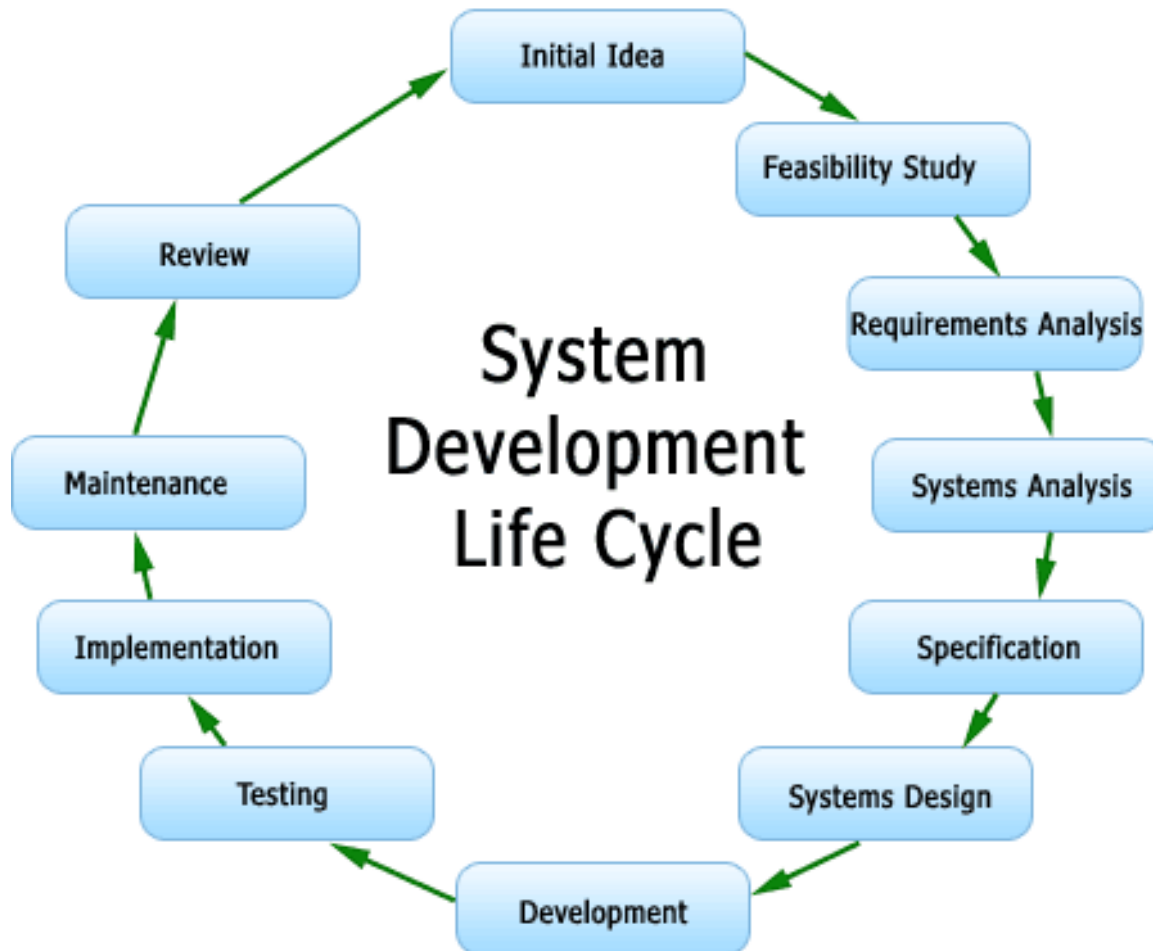 Initial Idea
Feasibility Study
Requirements Analysis
Systems Analysis
Specification
Systems Design
Development
Testing
Implementation
Maintenance
Review
System
Development
Life Cycle